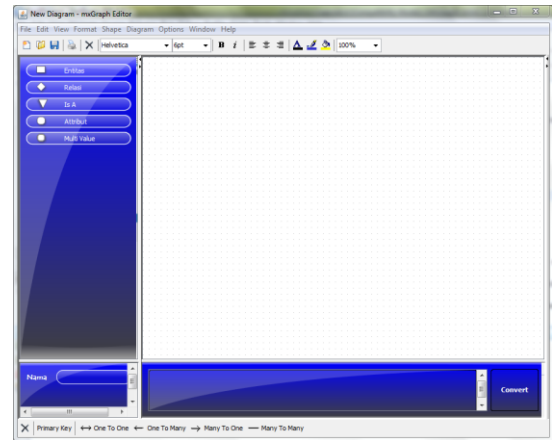 New Diagram - mxGraph Editor
File Edit View Format Shape Diagram Options Window Help
Helvetica 6pt B i A 100%
Entitas
Relasi
Is A
Attribut
Multi Value
Nama
Convert
Primary Key One To One One To Many Many To One Many To Many